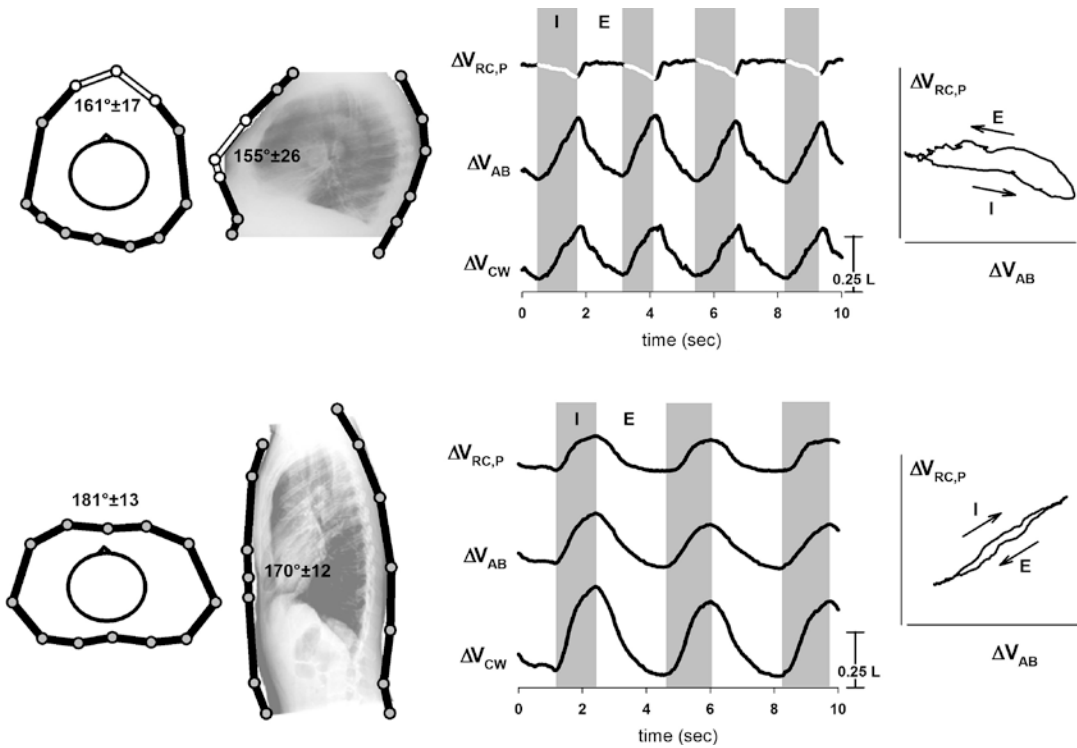 161°±17
155°±26
I E
ΔV_RC,P
ΔV_AB
ΔV_CW
0.25 L
0 2 4 6 8 10
time (sec)
ΔV_RC,P
E
I
ΔV_AB
181°±13
170°±12
I E
ΔV_RC,P
ΔV_AB
ΔV_CW
0.25 L
0 2 4 6 8 10
time (sec)
ΔV_RC,P
I
E
ΔV_AB